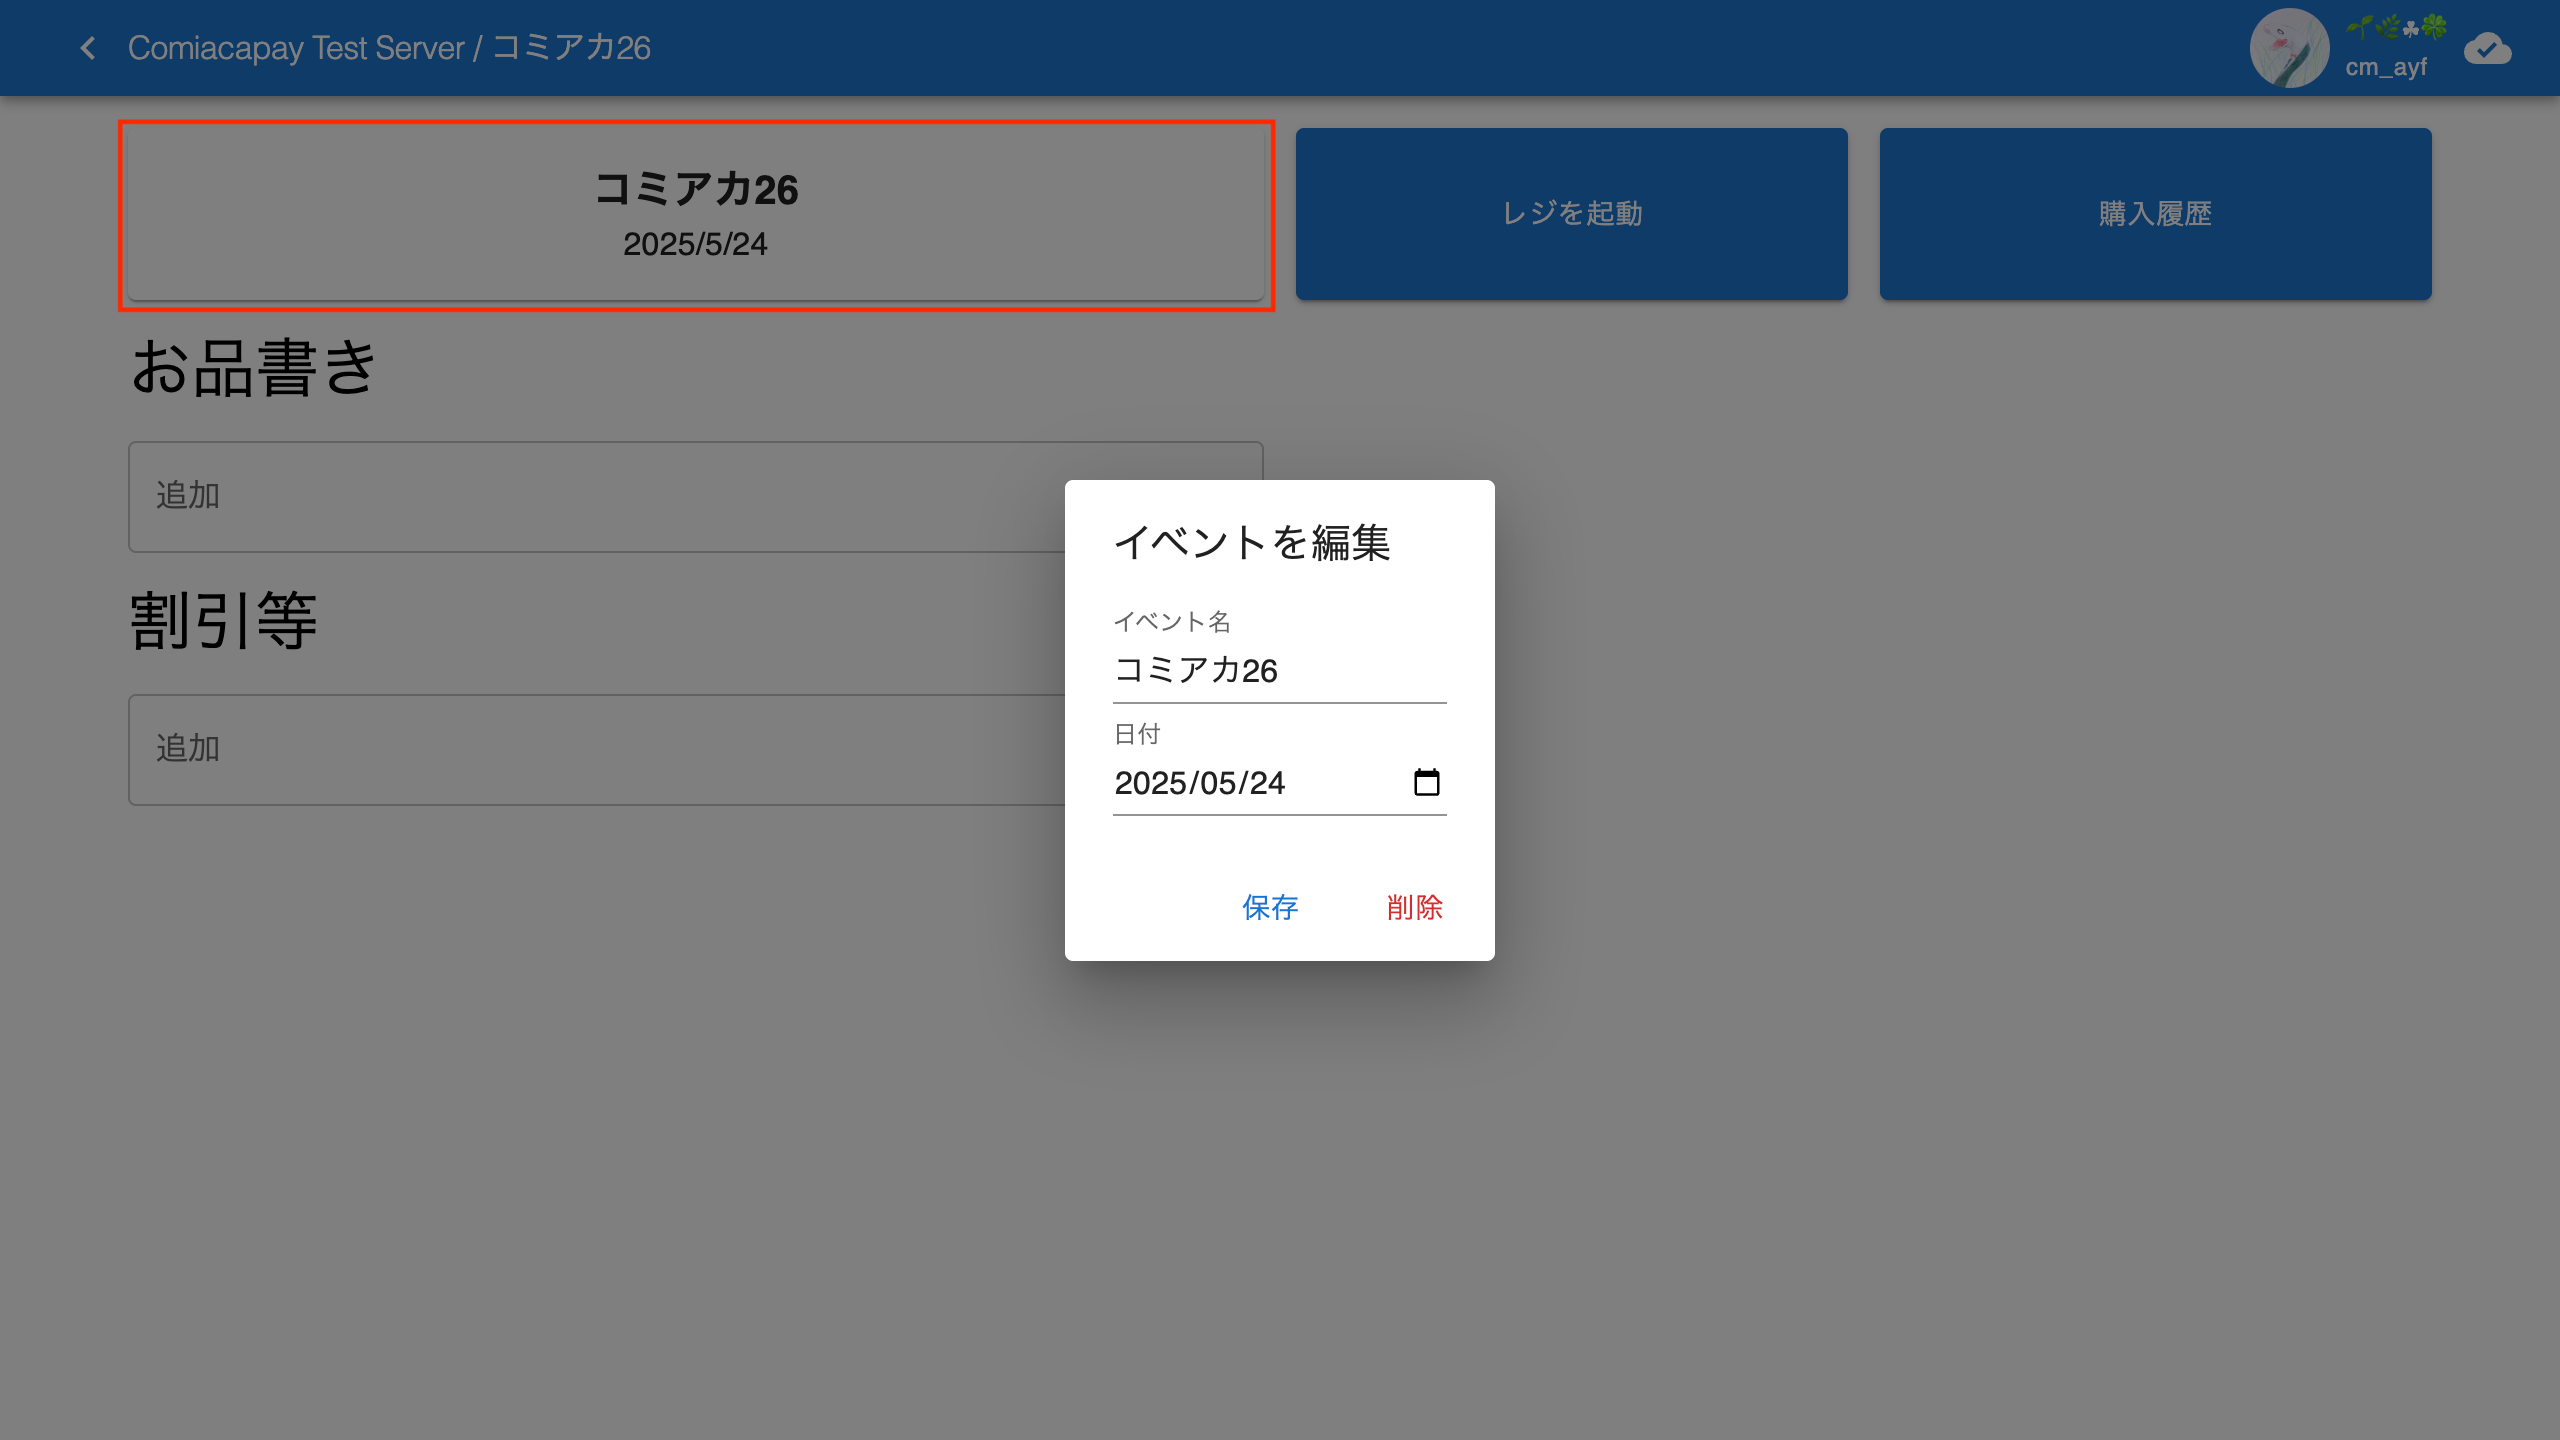 Comiacapay Test Server / コミアカ26
🌱🌿☘🍀
cm_ayf
コミアカ26
2025/5/24
レジを起動
購入履歴
お品書き
追加
割引等
追加
イベントを編集
イベント名
コミアカ26
日付
2025/05/24
保存
削除